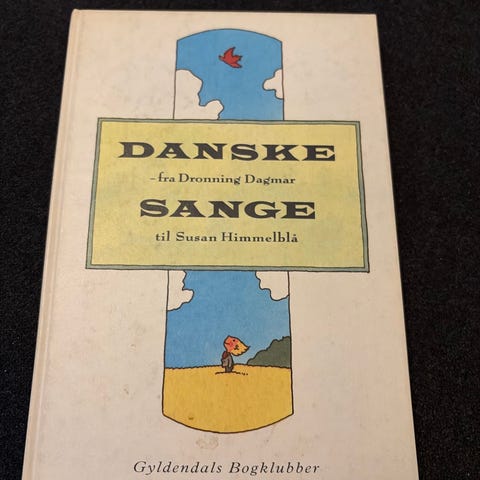 DANSKE
-fra Dronning Dagmar
SANGE
til Susan Himmelblå
Gyldendals Bogklubber